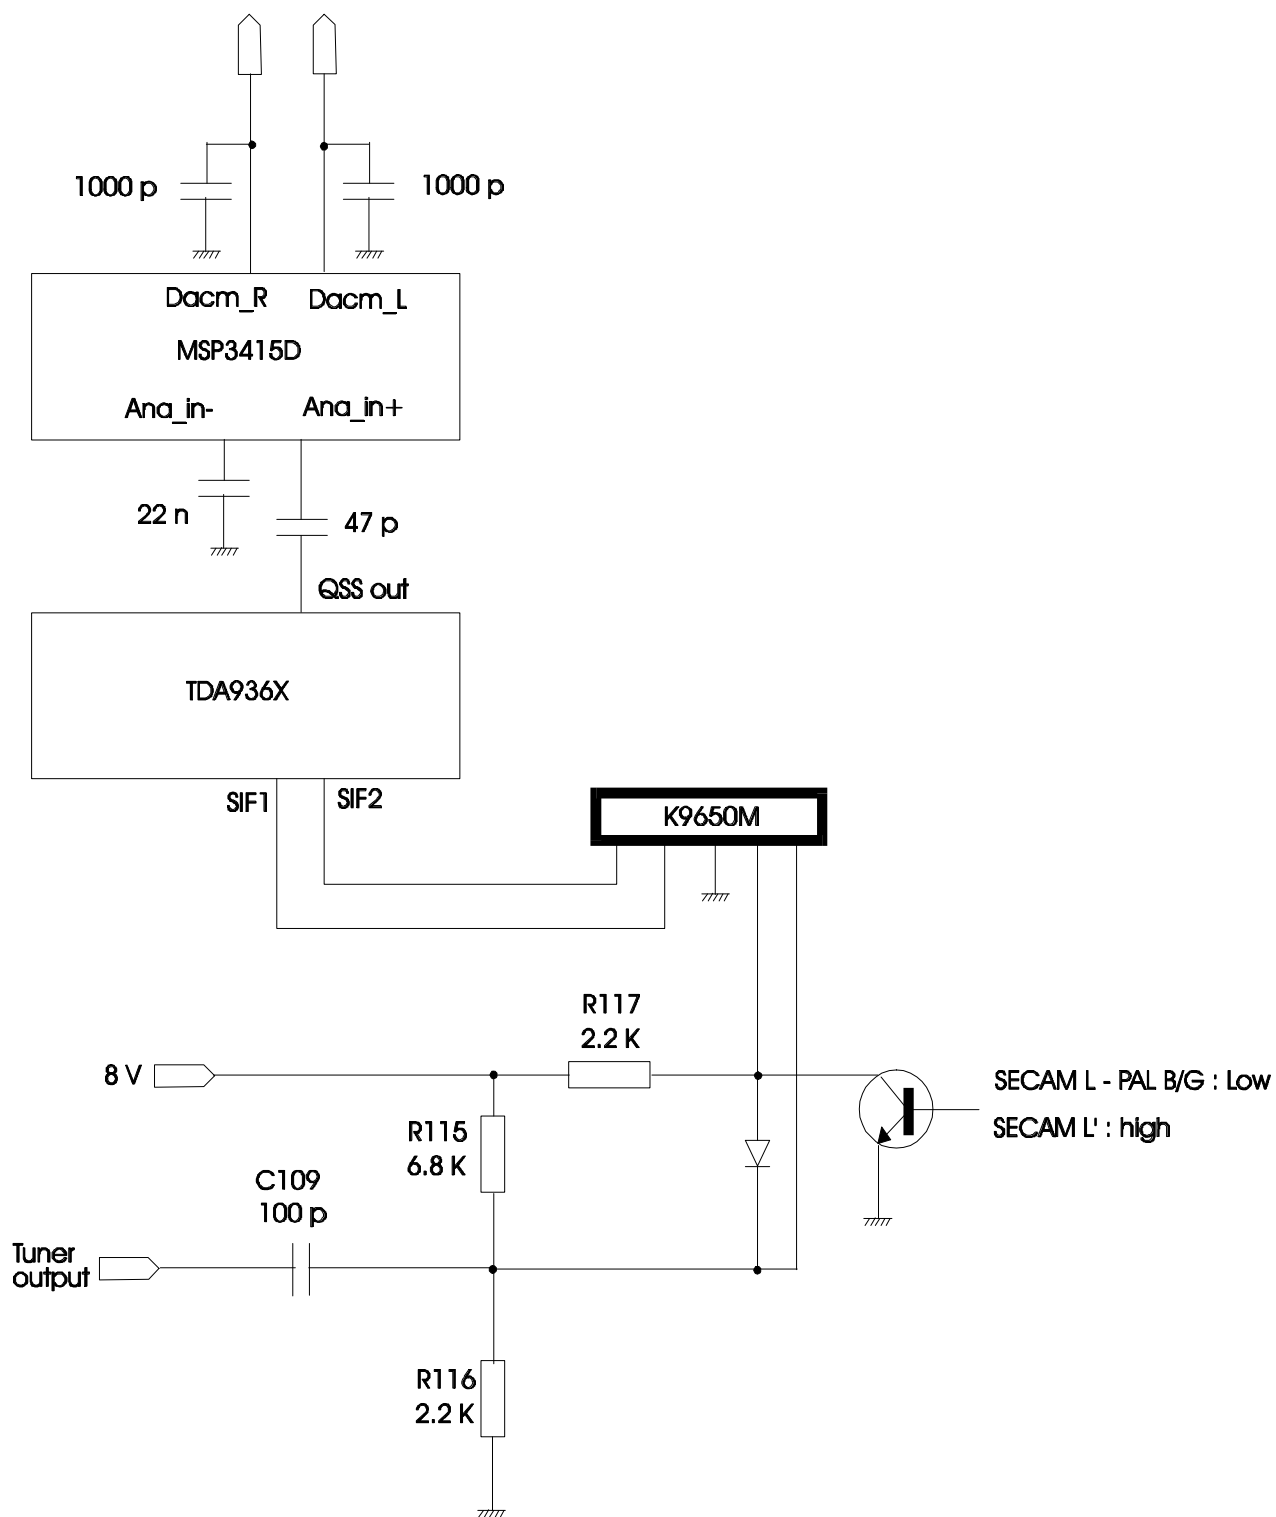 1000 p
1000 p
Dacm_R
Dacm_L
MSP3415D
Ana_in-
Ana_in+
22 n
47 p
QSS out
TDA936X
SIF1
SIF2
K9650M
R117
2.2 K
8 V
SECAM L - PAL B/G : Low
SECAM L' : high
R115
6.8 K
C109
100 p
Tuner
output
R116
2.2 K